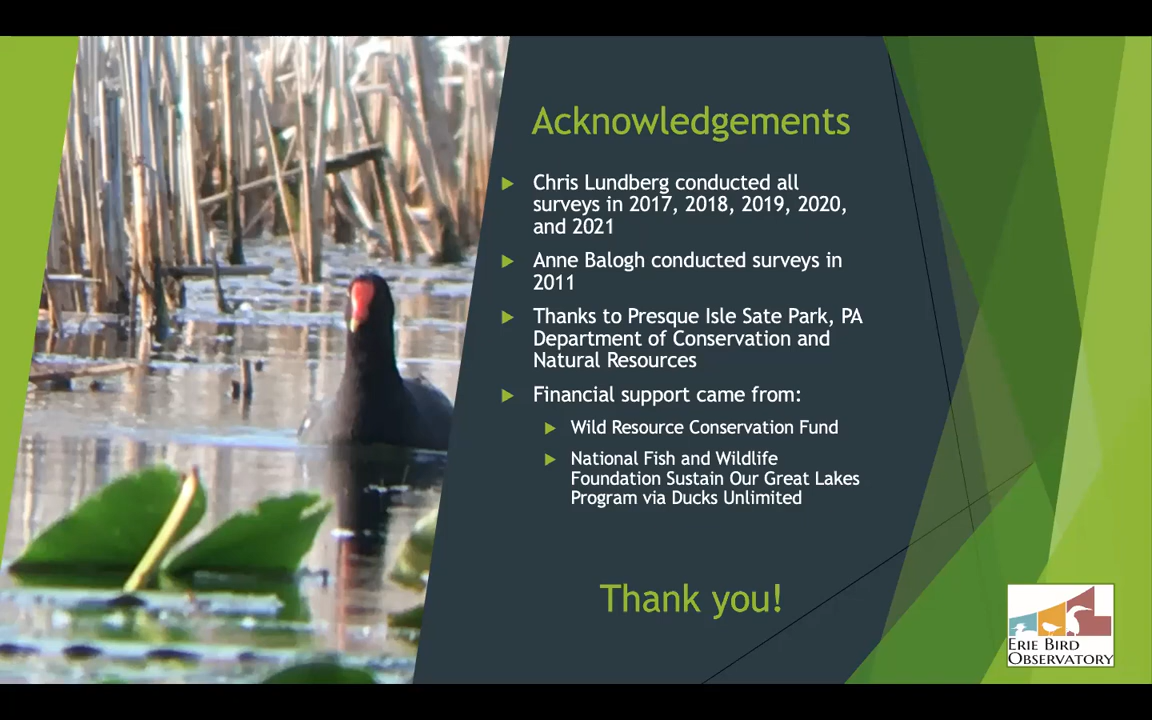 Acknowledgements
Chris Lundberg conducted all
surveys in 2017, 2018, 2019, 2020,
and 2021
Anne Balogh conducted surveys in
2011
Thanks to Presque Isle Sate Park, PA
Department of Conservation and
Natural Resources
Financial support came from:
Wild Resource Conservation Fund
National Fish and Wildlife
Foundation Sustain Our Great Lakes
Program via Ducks Unlimited
Thank you!
ERIE BIRD
OBSERVATORY